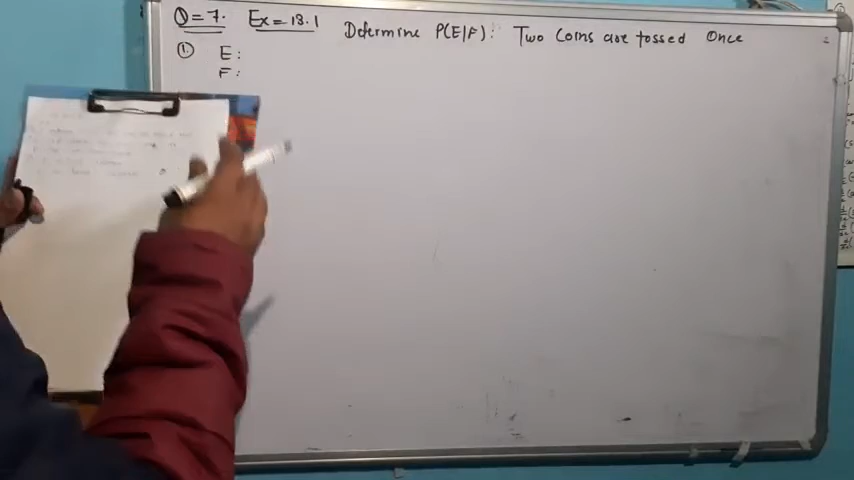 Q=7. Ex=13.1 Determine P(E|F): Two Coins are tossed Once
① E:
F: